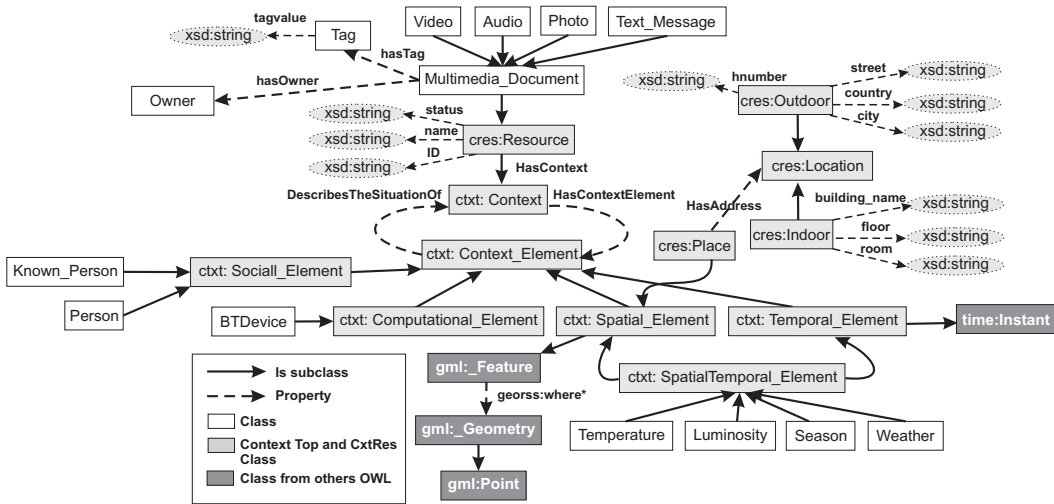 Video
Audio
Photo
Text_Message
tagvalue
xsd:string
Tag
hasTag
hasOwner
Owner
Multimedia_Document
status
xsd:string
name
xsd:string
ID
xsd:string
cres:Resource
HasContext
DescribesTheSituationOf
ctxt: Context
HasContextElement
ctxt: Context_Element
hnumber
xsd:string
cres:Outdoor
street
xsd:string
country
xsd:string
city
xsd:string
cres:Location
HasAddress
cres:Place
cres:Indoor
building_name
xsd:string
floor
xsd:string
room
xsd:string
Known_Person
ctxt: Sociall_Element
Person
BTDevice
ctxt: Computational_Element
ctxt: Spatial_Element
ctxt: Temporal_Element
time:Instant
gml:_Feature
georss:where*
gml:_Geometry
gml:Point
ctxt: SpatialTemporal_Element
Temperature
Luminosity
Season
Weather
Is subclass
Property
Class
Context Top and CxtRes
Class
Class from others OWL